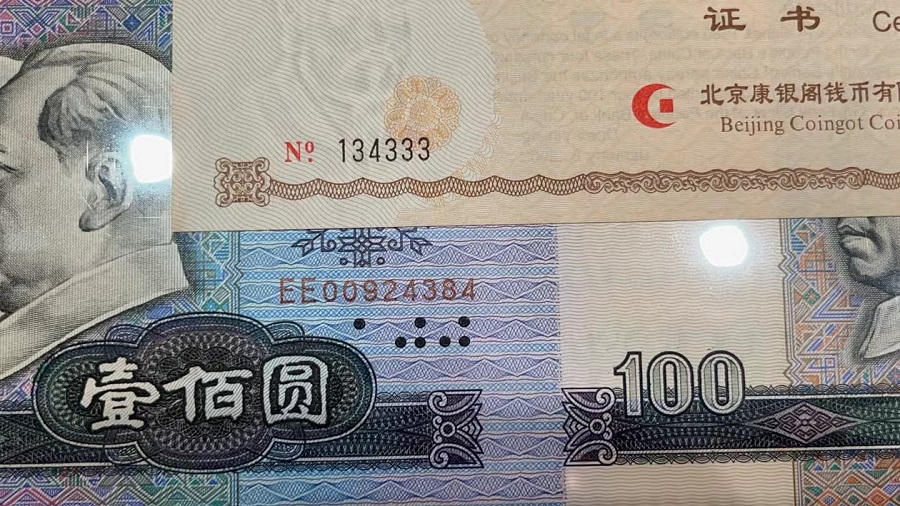 证书 Ce
北京康银阁钱币有
Beijing Coingot Coi
Nº 134333
EE00924384
壹佰圆
100